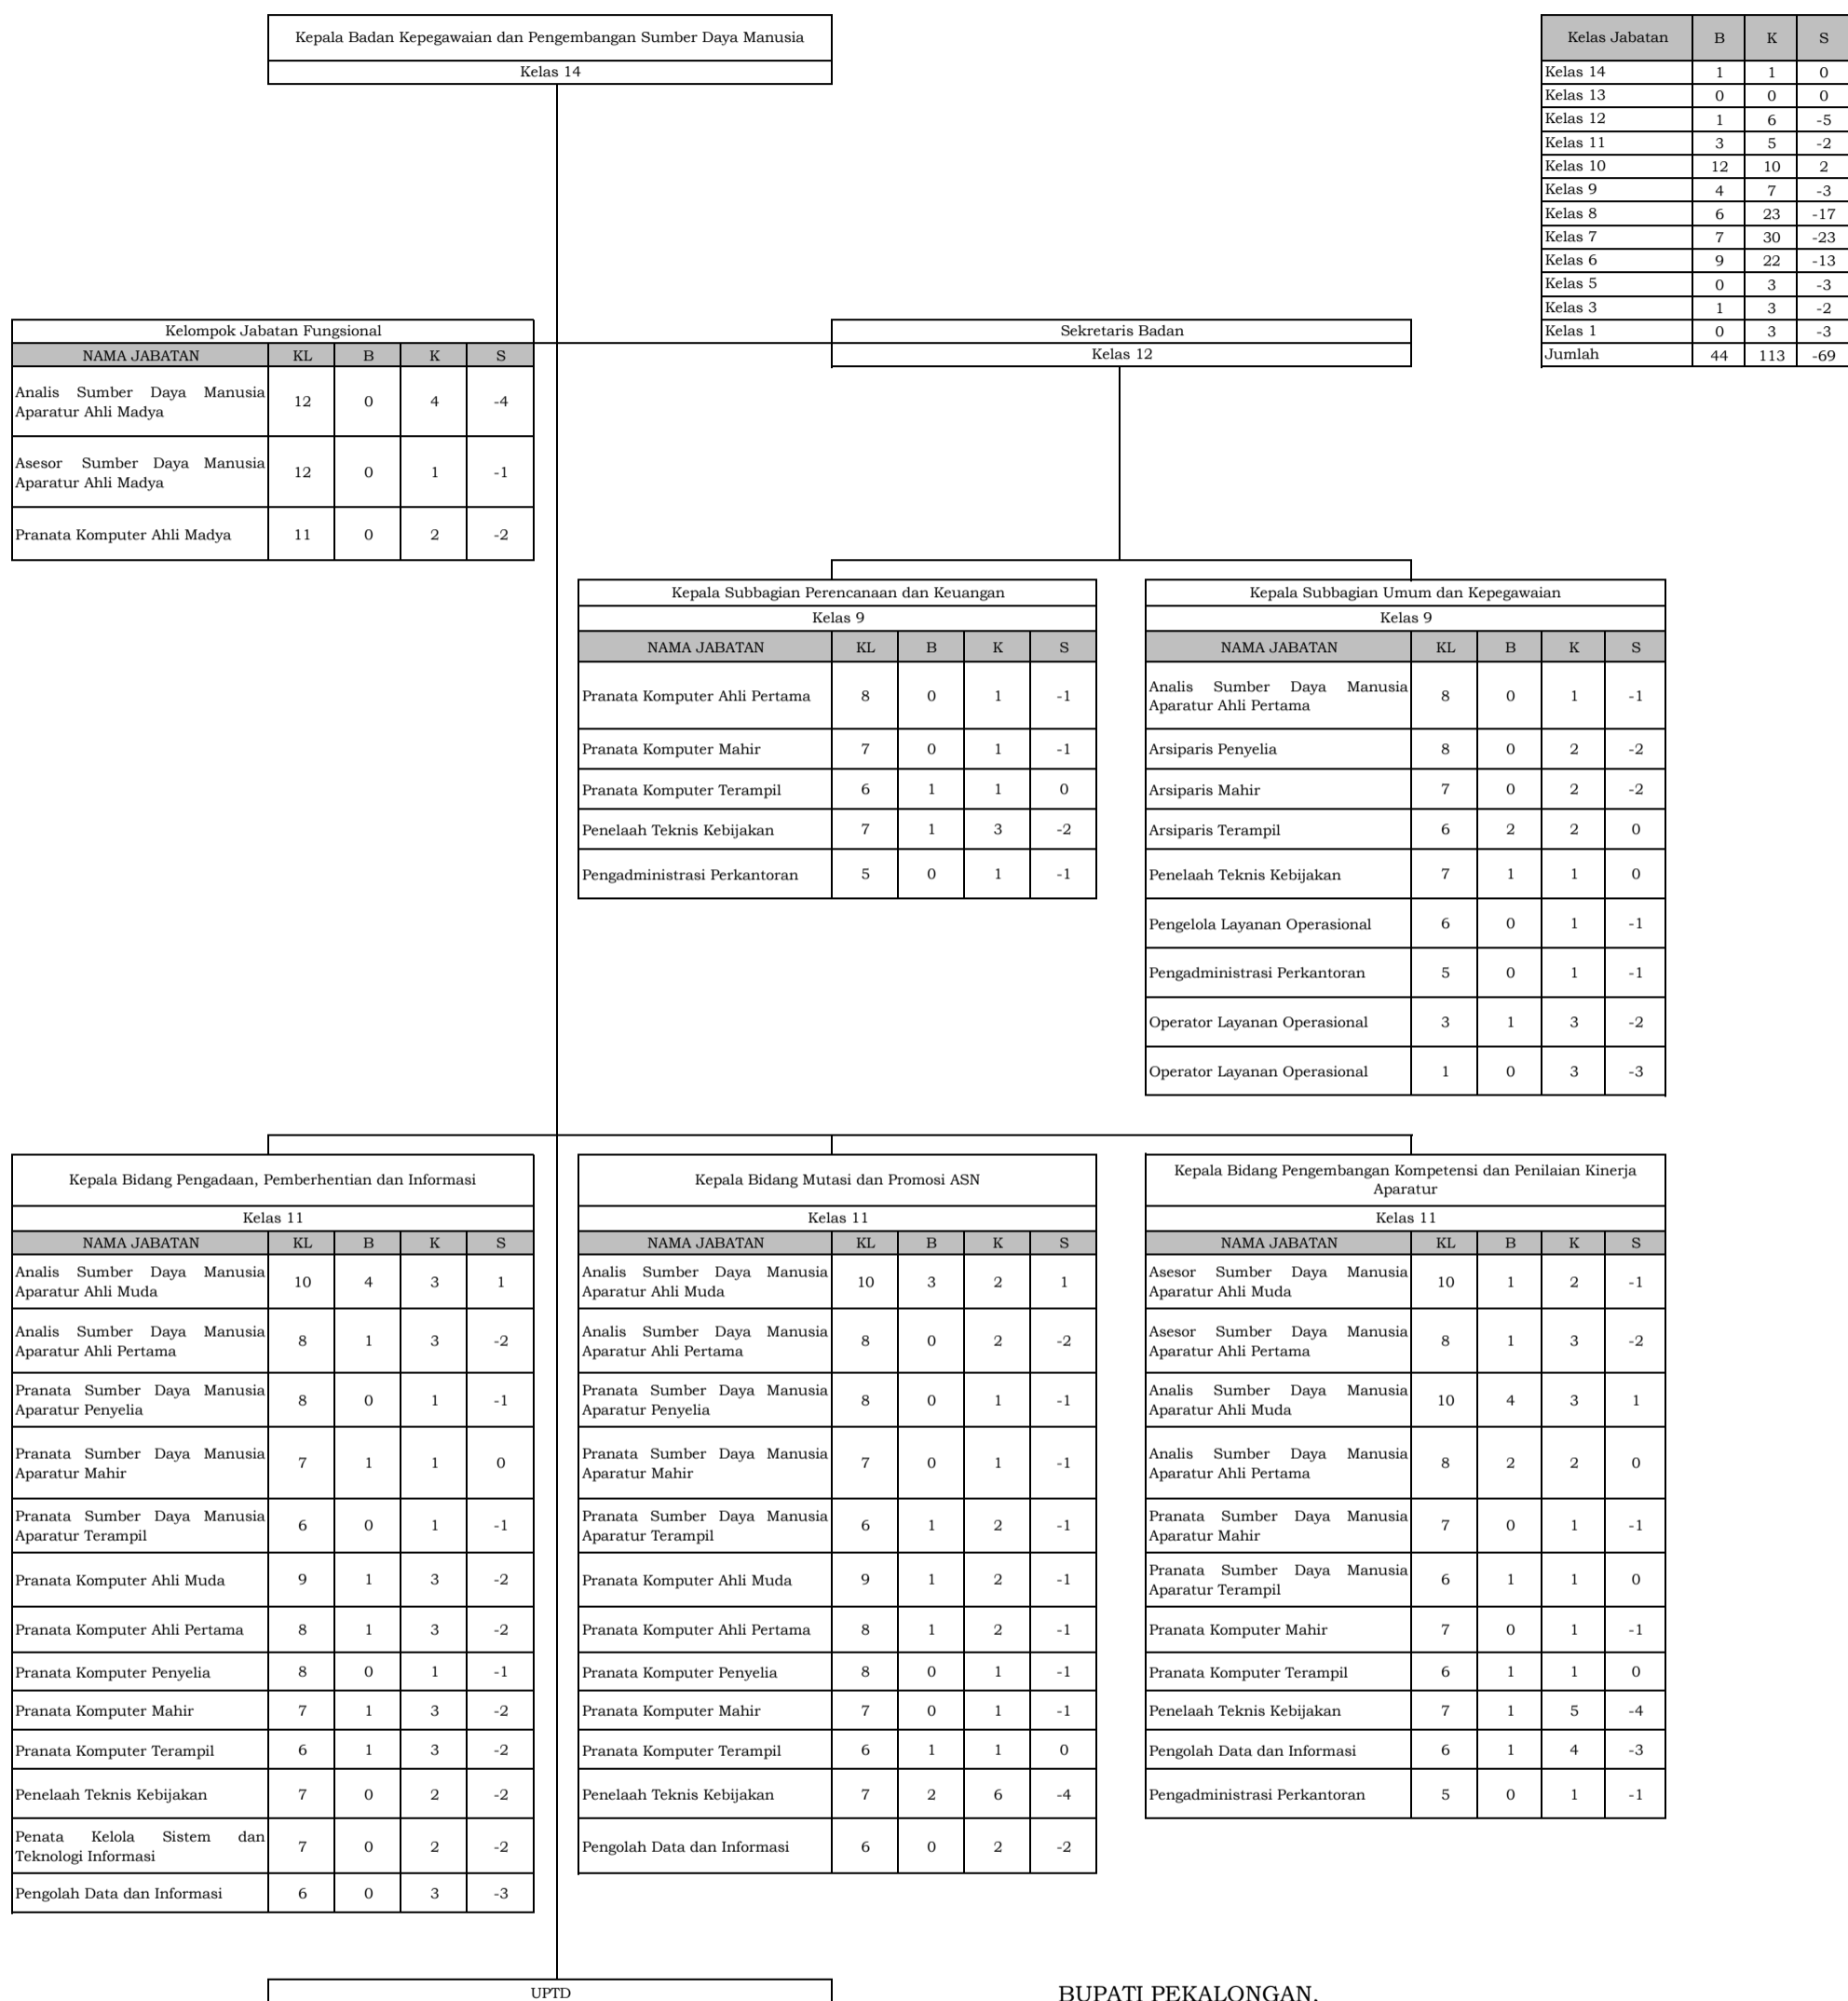 Kepala Badan Kepegawaian dan Pengembangan Sumber Daya Manusia
Kelas 14
Kelas Jabatan B K S
Kelas 14 1 1 0
Kelas 13 0 0 0
Kelas 12 1 6 -5
Kelas 11 3 5 -2
Kelas 10 12 10 2
Kelas 9 4 7 -3
Kelas 8 6 23 -17
Kelas 7 7 30 -23
Kelas 6 9 22 -13
Kelas 5 0 3 -3
Kelas 3 1 3 -2
Kelas 1 0 3 -3
Jumlah 44 113 -69
Kelompok Jabatan Fungsional
NAMA JABATAN KL B K S
Analis Sumber Daya Manusia
Aparatur Ahli Madya 12 0 4 -4
Asesor Sumber Daya Manusia
Aparatur Ahli Madya 12 0 1 -1
Pranata Komputer Ahli Madya 11 0 2 -2
Sekretaris Badan
Kelas 12
Kepala Subbagian Perencanaan dan Keuangan
Kelas 9
NAMA JABATAN KL B K S
Pranata Komputer Ahli Pertama 8 0 1 -1
Pranata Komputer Mahir 7 0 1 -1
Pranata Komputer Terampil 6 1 1 0
Penelaah Teknis Kebijakan 7 1 3 -2
Pengadministrasi Perkantoran 5 0 1 -1
Kepala Subbagian Umum dan Kepegawaian
Kelas 9
NAMA JABATAN KL B K S
Analis Sumber Daya Manusia
Aparatur Ahli Pertama 8 0 1 -1
Arsiparis Penyelia 8 0 2 -2
Arsiparis Mahir 7 0 2 -2
Arsiparis Terampil 6 2 2 0
Penelaah Teknis Kebijakan 7 1 1 0
Pengelola Layanan Operasional 6 0 1 -1
Pengadministrasi Perkantoran 5 0 1 -1
Operator Layanan Operasional 3 1 3 -2
Operator Layanan Operasional 1 0 3 -3
Kepala Bidang Pengadaan, Pemberhentian dan Informasi
Kelas 11
NAMA JABATAN KL B K S
Analis Sumber Daya Manusia
Aparatur Ahli Muda 10 4 3 1
Analis Sumber Daya Manusia
Aparatur Ahli Pertama 8 1 3 -2
Pranata Sumber Daya Manusia
Aparatur Penyelia 8 0 1 -1
Pranata Sumber Daya Manusia
Aparatur Mahir 7 1 1 0
Pranata Sumber Daya Manusia
Aparatur Terampil 6 0 1 -1
Pranata Komputer Ahli Muda 9 1 3 -2
Pranata Komputer Ahli Pertama 8 1 3 -2
Pranata Komputer Penyelia 8 0 1 -1
Pranata Komputer Mahir 7 1 3 -2
Pranata Komputer Terampil 6 1 3 -2
Penelaah Teknis Kebijakan 7 0 2 -2
Penata Kelola Sistem dan
Teknologi Informasi 7 0 2 -2
Pengolah Data dan Informasi 6 0 3 -3
Kepala Bidang Mutasi dan Promosi ASN
Kelas 11
NAMA JABATAN KL B K S
Analis Sumber Daya Manusia
Aparatur Ahli Muda 10 3 2 1
Analis Sumber Daya Manusia
Aparatur Ahli Pertama 8 0 2 -2
Pranata Sumber Daya Manusia
Aparatur Penyelia 8 0 1 -1
Pranata Sumber Daya Manusia
Aparatur Mahir 7 0 1 -1
Pranata Sumber Daya Manusia
Aparatur Terampil 6 1 2 -1
Pranata Komputer Ahli Muda 9 1 2 -1
Pranata Komputer Ahli Pertama 8 1 2 -1
Pranata Komputer Penyelia 8 0 1 -1
Pranata Komputer Mahir 7 0 1 -1
Pranata Komputer Terampil 6 1 1 0
Penelaah Teknis Kebijakan 7 2 6 -4
Pengolah Data dan Informasi 6 0 2 -2
Kepala Bidang Pengembangan Kompetensi dan Penilaian Kinerja
Aparatur
Kelas 11
NAMA JABATAN KL B K S
Asesor Sumber Daya Manusia
Aparatur Ahli Muda 10 1 2 -1
Asesor Sumber Daya Manusia
Aparatur Ahli Pertama 8 1 3 -2
Analis Sumber Daya Manusia
Aparatur Ahli Muda 10 4 3 1
Analis Sumber Daya Manusia
Aparatur Ahli Pertama 8 2 2 0
Pranata Sumber Daya Manusia
Aparatur Mahir 7 0 1 -1
Pranata Sumber Daya Manusia
Aparatur Terampil 6 1 1 0
Pranata Komputer Mahir 7 0 1 -1
Pranata Komputer Terampil 6 1 1 0
Penelaah Teknis Kebijakan 7 1 5 -4
Pengolah Data dan Informasi 6 1 4 -3
Pengadministrasi Perkantoran 5 0 1 -1
UPTD
BUPATI PEKALONGAN,